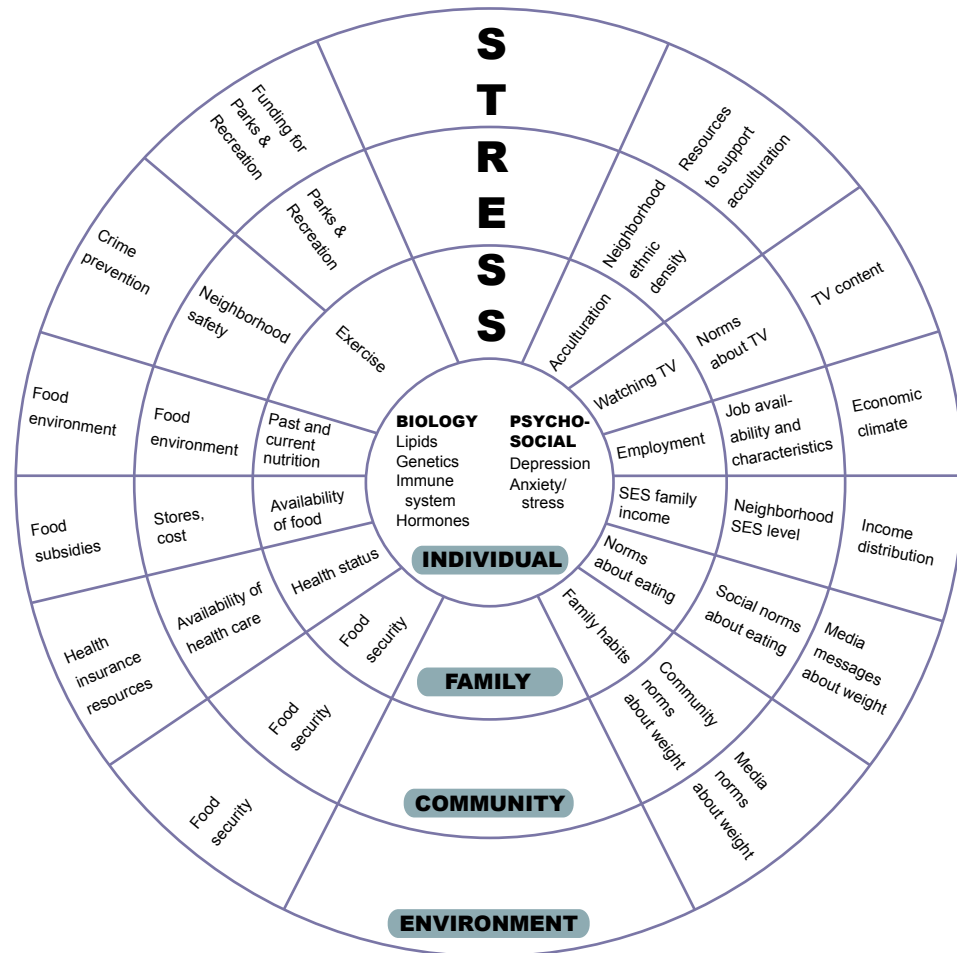 S
T
R
E
S
S
Funding for
Parks &
Recreation
Resources
to support
acculturation
Parks &
Recreation
Neighborhood
ethnic
density
Crime
prevention
Neighborhood
safety
Exercise
Acculturation
Watching TV
Norms
about TV
TV content
Food
environment
Food
environment
Past and
current
nutrition
BIOLOGY
Lipids
Genetics
Immune
system
Hormones
PSYCHO-
SOCIAL
Depression
Anxiety/
stress
Employment
Job avail-
ability and
characteristics
Economic
climate
Food
subsidies
Stores,
cost
Availability
of food
SES family
income
Neighborhood
SES level
Income
distribution
INDIVIDUAL
Health
insurance
resources
Availability of
health care
Health status
Norms
about eating
Social norms
about eating
Media
messages
about weight
Food
security
Family habits
FAMILY
Food
security
Community
norms
about weight
COMMUNITY
Food
security
Media
norms
about weight
ENVIRONMENT